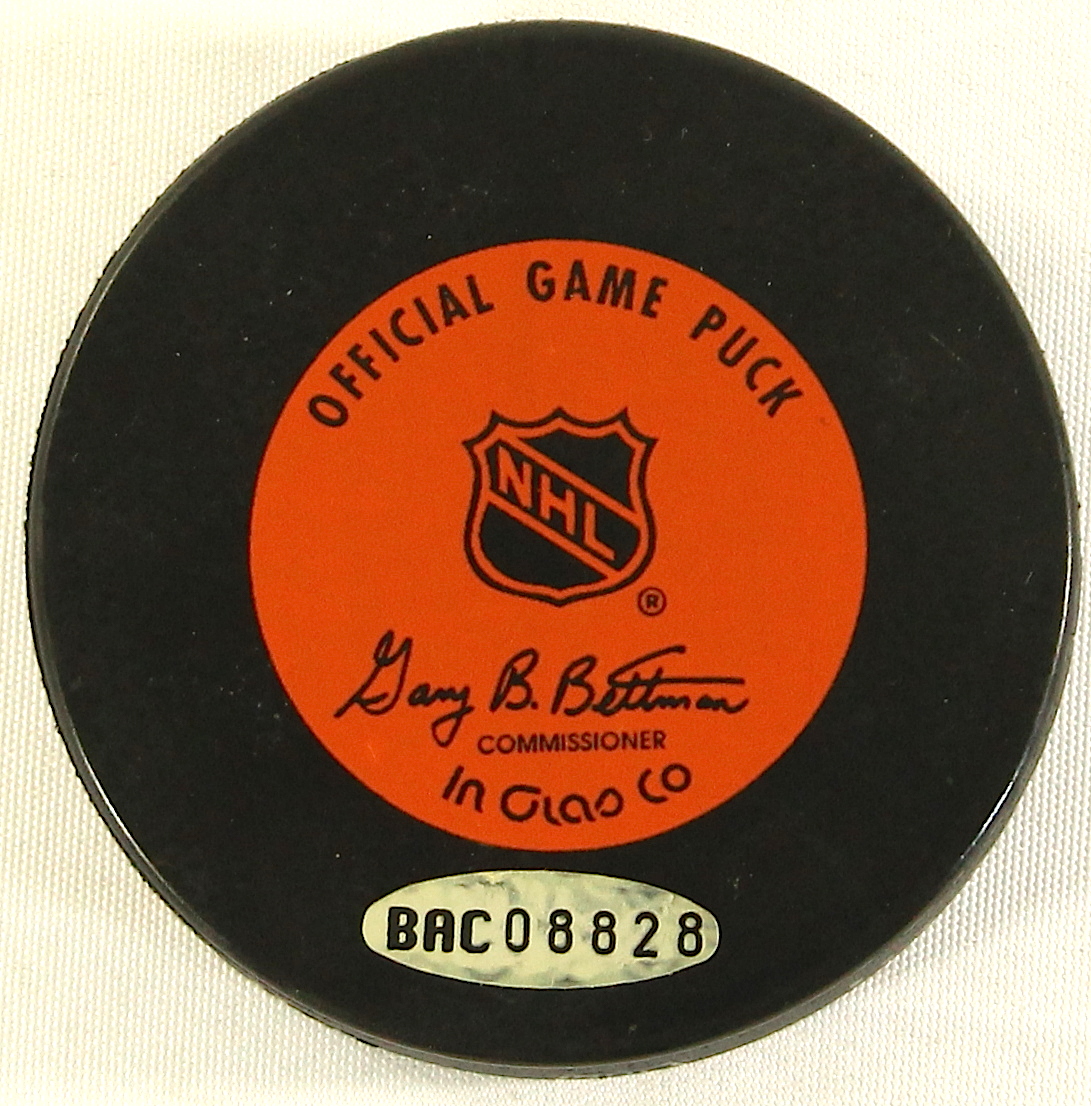 OFFICIAL GAME PUCK
NHL
®
Gary B. Bettman
COMMISSIONER
In Glas Co
BAC08828